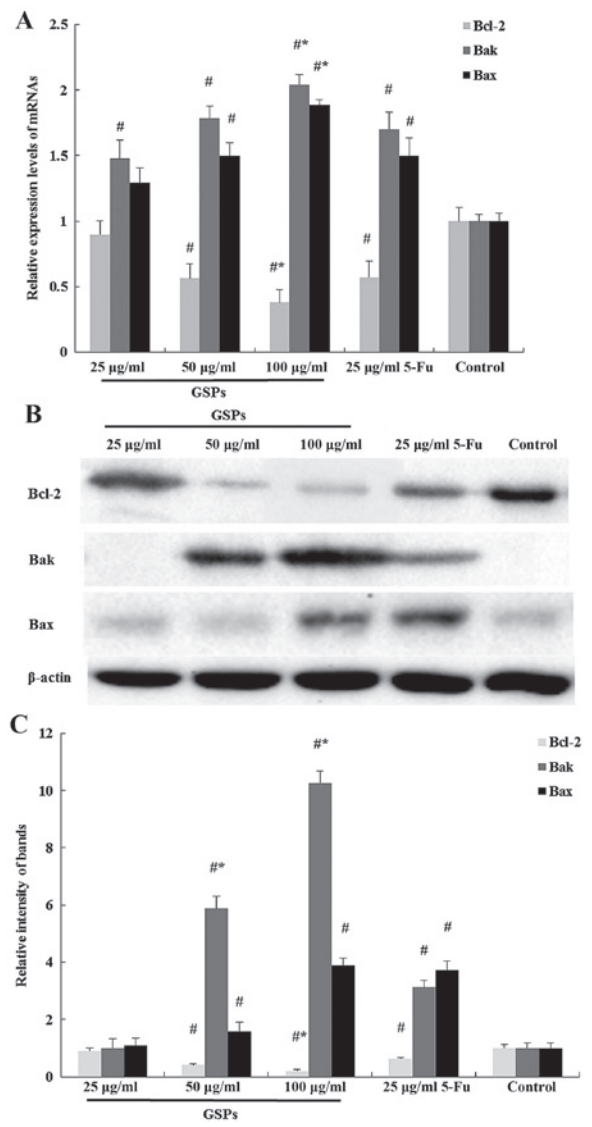 A
Bcl-2
Bak
Bax
Relative expression levels of mRNAs
2.5
2
1.5
1
0.5
0
#
#
#
#
#*
#*
#*
#
#
#
25 µg/ml 50 µg/ml 100 µg/ml 25 µg/ml 5-Fu Control
GSPs
B
GSPs
25 µg/ml 50 µg/ml 100 µg/ml 25 µg/ml 5-Fu Control
Bcl-2
Bak
Bax
β-actin
C
Bcl-2
Bak
Bax
Relative intensity of bands
12
10
8
6
4
2
0
#
#*
#
#*
#*
#
#
#
#
25 µg/ml 50 µg/ml 100 µg/ml 25 µg/ml 5-Fu Control
GSPs